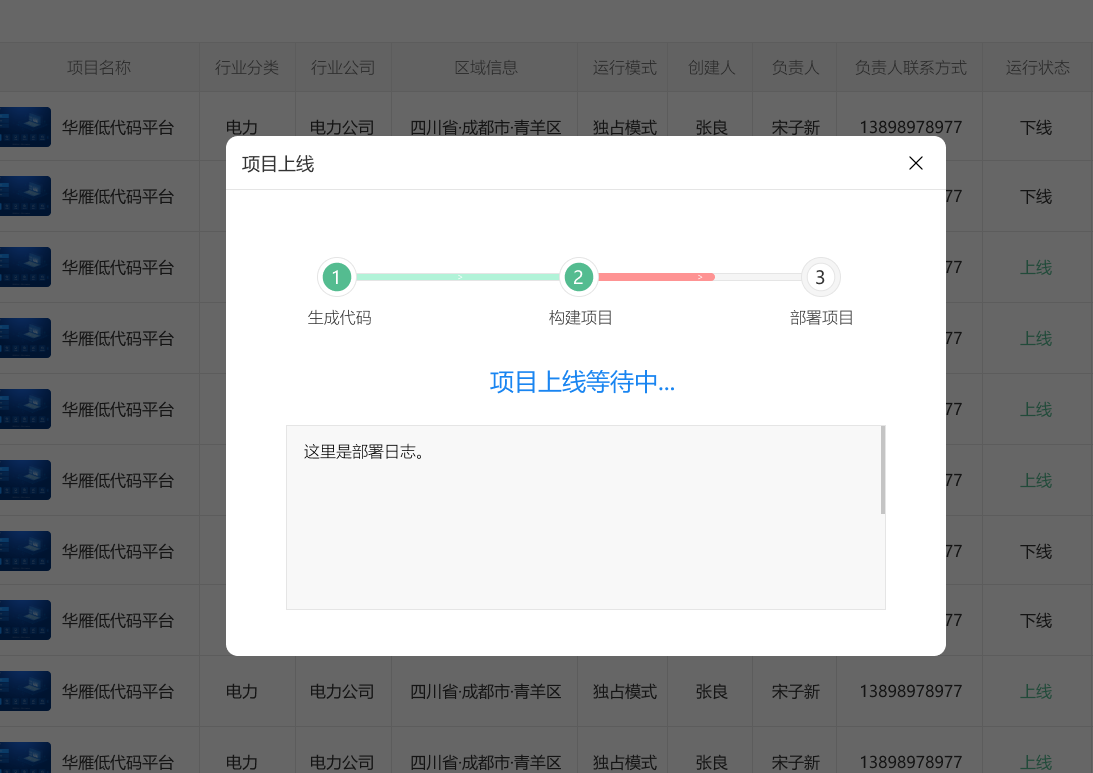 项目名称 行业分类 行业公司 区域信息 运行模式 创建人 负责人 负责人联系方式 运行状态
华雁低代码平台 电力 电力公司 四川省·成都市·青羊区 独占模式 张良 宋子新 13898978977 下线
项目上线
华雁低代码平台 77 下线
华雁低代码平台 77 上线
1 > 2 > 3
生成代码 构建项目 部署项目
华雁低代码平台 77 上线
项目上线等待中...
华雁低代码平台 77 上线
这里是部署日志。
华雁低代码平台 77 上线
华雁低代码平台 77 下线
华雁低代码平台 77 下线
华雁低代码平台 电力 电力公司 四川省·成都市·青羊区 独占模式 张良 宋子新 13898978977 上线
华雁低代码平台 电力 电力公司 四川省·成都市·青羊区 独占模式 张良 宋子新 13898978977 上线